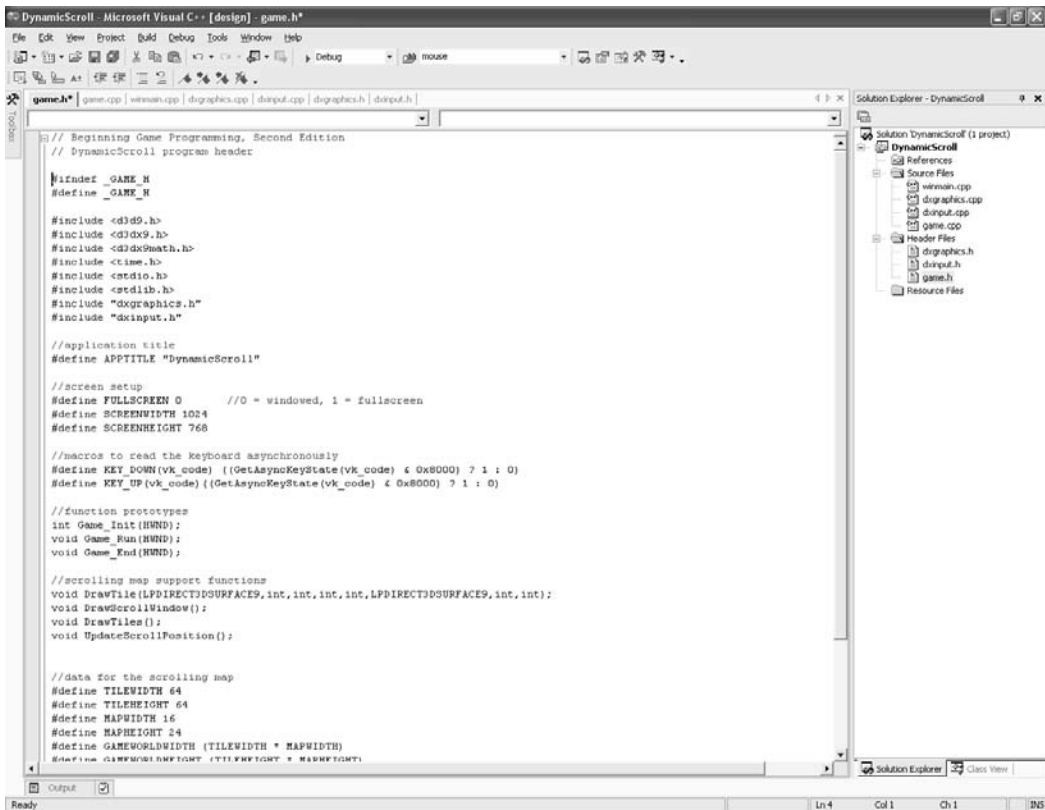 DynamicScroll - Microsoft Visual C++ [design] - game.h*
File Edit View Project Build Debug Tools Window Help
Debug mouse
game.h* game.cpp winmain.cpp dxgraphics.cpp dxinput.cpp dxgraphics.h dxinput.h
Toolbox
// Beginning Game Programming, Second Edition
// DynamicScroll program header
#ifndef _GAME_H
#define _GAME_H
#include <d3d9.h>
#include <d3dx9.h>
#include <d3dx9math.h>
#include <time.h>
#include <stdio.h>
#include <stdlib.h>
#include "dxgraphics.h"
#include "dxinput.h"
//application title
#define APPTITLE "DynamicScroll"
//screen setup
#define FULLSCREEN 0 //0 = windowed, 1 = fullscreen
#define SCREENWIDTH 1024
#define SCREENHEIGHT 768
//macros to read the keyboard asynchronously
#define KEY_DOWN(vk_code) ((GetAsyncKeyState(vk_code) & 0x8000) ? 1 : 0)
#define KEY_UP(vk_code)((GetAsyncKeyState(vk_code) & 0x8000) ? 1 : 0)
//function prototypes
int Game_Init(HWND);
void Game_Run(HWND);
void Game_End(HWND);
//scrolling map support functions
void DrawTile(LPDIRECT3DSURFACE9,int,int,int,int,LPDIRECT3DSURFACE9,int,int);
void DrawScrollWindow();
void DrawTiles();
void UpdateScrollPosition();
//data for the scrolling map
#define TILEWIDTH 64
#define TILEHEIGHT 64
#define MAPWIDTH 16
#define MAPHEIGHT 24
#define GAMEWORLDWIDTH (TILEWIDTH * MAPWIDTH)
#define GAMEWORLDHEIGHT (TILEHEIGHT * MAPHEIGHT)
Solution Explorer - DynamicScroll
Solution 'DynamicScroll' (1 project)
DynamicScroll
References
Source Files
winmain.cpp
dxgraphics.cpp
dxinput.cpp
game.cpp
Header Files
dxgraphics.h
dxinput.h
game.h
Resource Files
Solution Explorer Class View
Output
Ready Ln 4 Col 1 Ch 1 INS